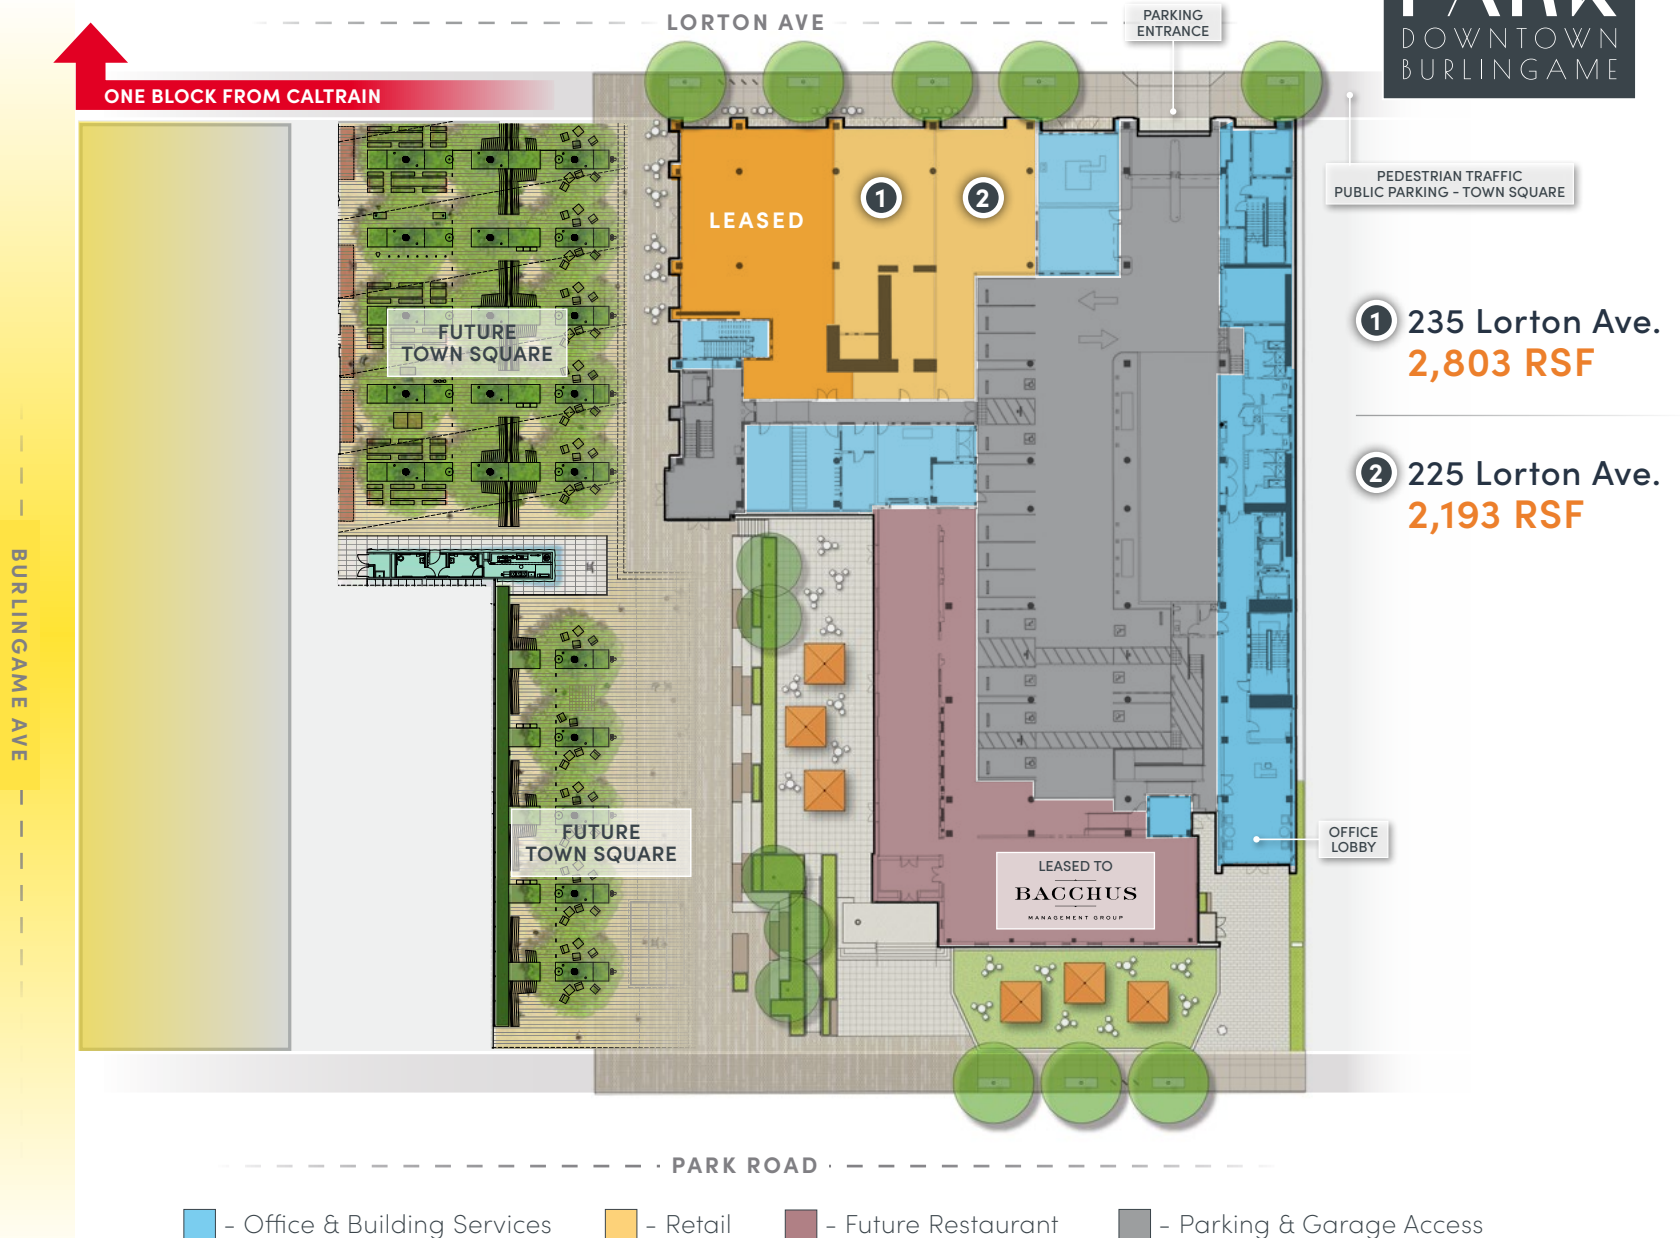 LORTON AVE
PARKING
ENTRANCE
PARK
DOWNTOWN
BURLINGAME
ONE BLOCK FROM CALTRAIN
PEDESTRIAN TRAFFIC
PUBLIC PARKING - TOWN SQUARE
LEASED
1
2
FUTURE
TOWN SQUARE
1 235 Lorton Ave.
2,803 RSF
2 225 Lorton Ave.
2,193 RSF
BURLINGAME AVE
FUTURE
TOWN SQUARE
OFFICE
LOBBY
LEASED TO
BACCHUS
MANAGEMENT GROUP
PARK ROAD
- Office & Building Services
- Retail
- Future Restaurant
- Parking & Garage Access